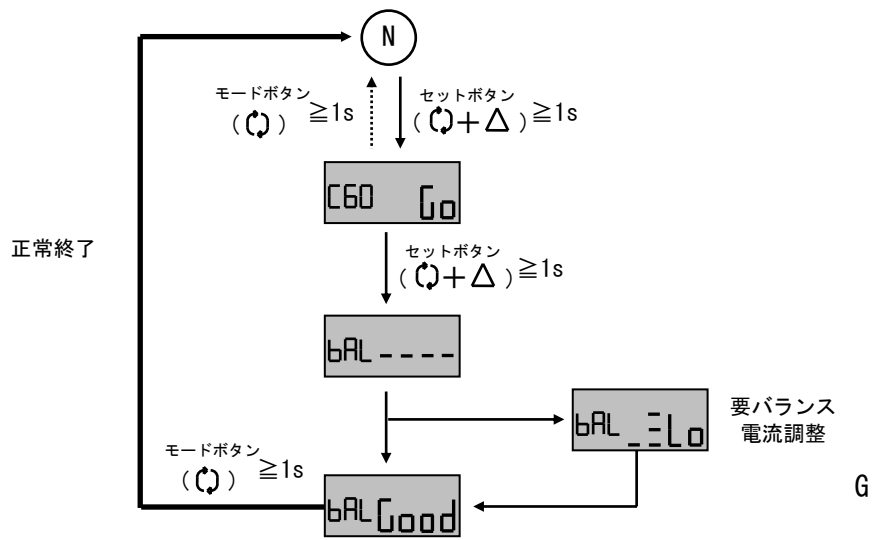 N
モードボタン
( ) ≧1s
セットボタン
( + △ ) ≧1s
C60 Go
正常終了
セットボタン
( + △ ) ≧1s
bAL ----
bAL _Ξ Lo
要バランス
電流調整
モードボタン
( ) ≧1s
bAL Good
G